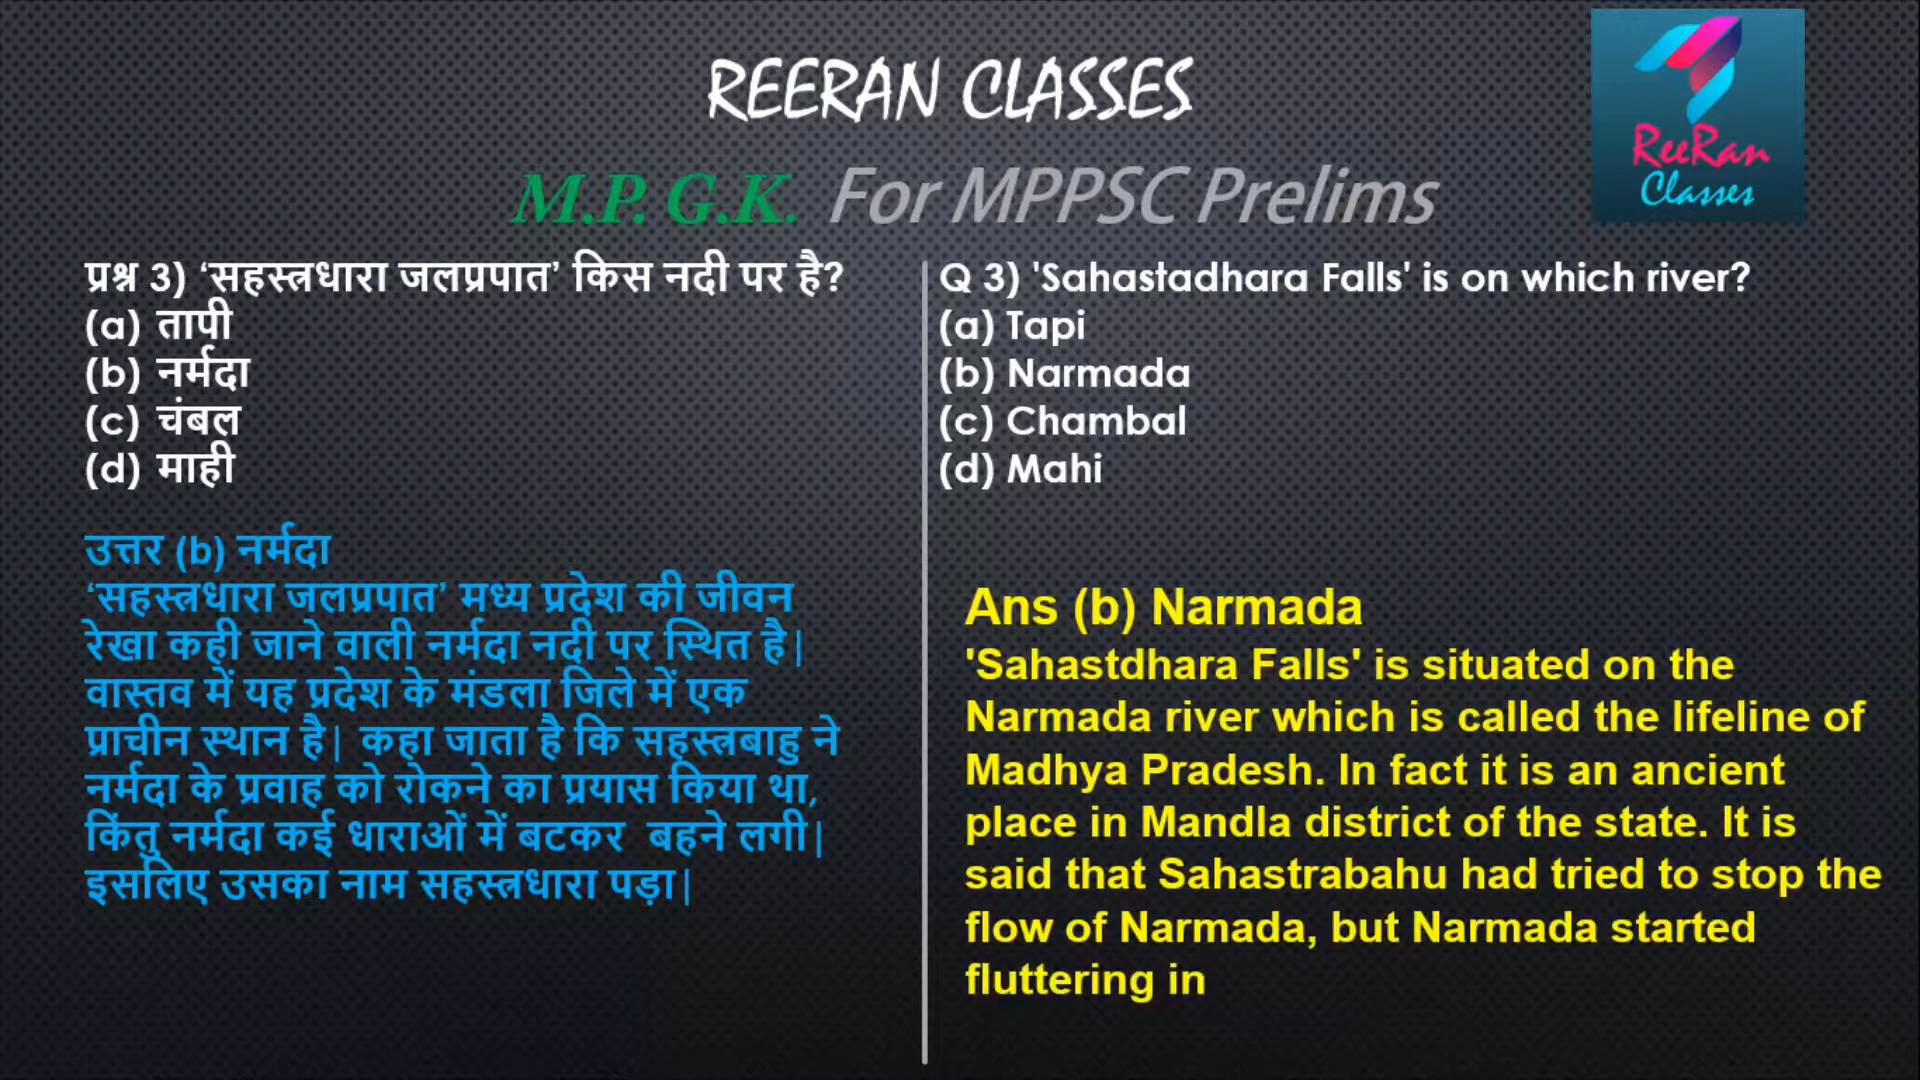 REERAN CLASSES
ReeRan
Classes
M.P. G.K. For MPPSC Prelims
प्रश्न 3) ‘सहस्त्रधारा जलप्रपात’ किस नदी पर है?
(a) तापी
(b) नर्मदा
(c) चंबल
(d) माही
उत्तर (b) नर्मदा
‘सहस्त्रधारा जलप्रपात’ मध्य प्रदेश की जीवन
रेखा कही जाने वाली नर्मदा नदी पर स्थित है|
वास्तव में यह प्रदेश के मंडला जिले में एक
प्राचीन स्थान है| कहा जाता है कि सहस्त्रबाहु ने
नर्मदा के प्रवाह को रोकने का प्रयास किया था,
किंतु नर्मदा कई धाराओं में बटकर बहने लगी|
इसलिए उसका नाम सहस्त्रधारा पड़ा|
Q 3) 'Sahastadhara Falls' is on which river?
(a) Tapi
(b) Narmada
(c) Chambal
(d) Mahi
Ans (b) Narmada
'Sahastdhara Falls' is situated on the
Narmada river which is called the lifeline of
Madhya Pradesh. In fact it is an ancient
place in Mandla district of the state. It is
said that Sahastrabahu had tried to stop the
flow of Narmada, but Narmada started
fluttering in